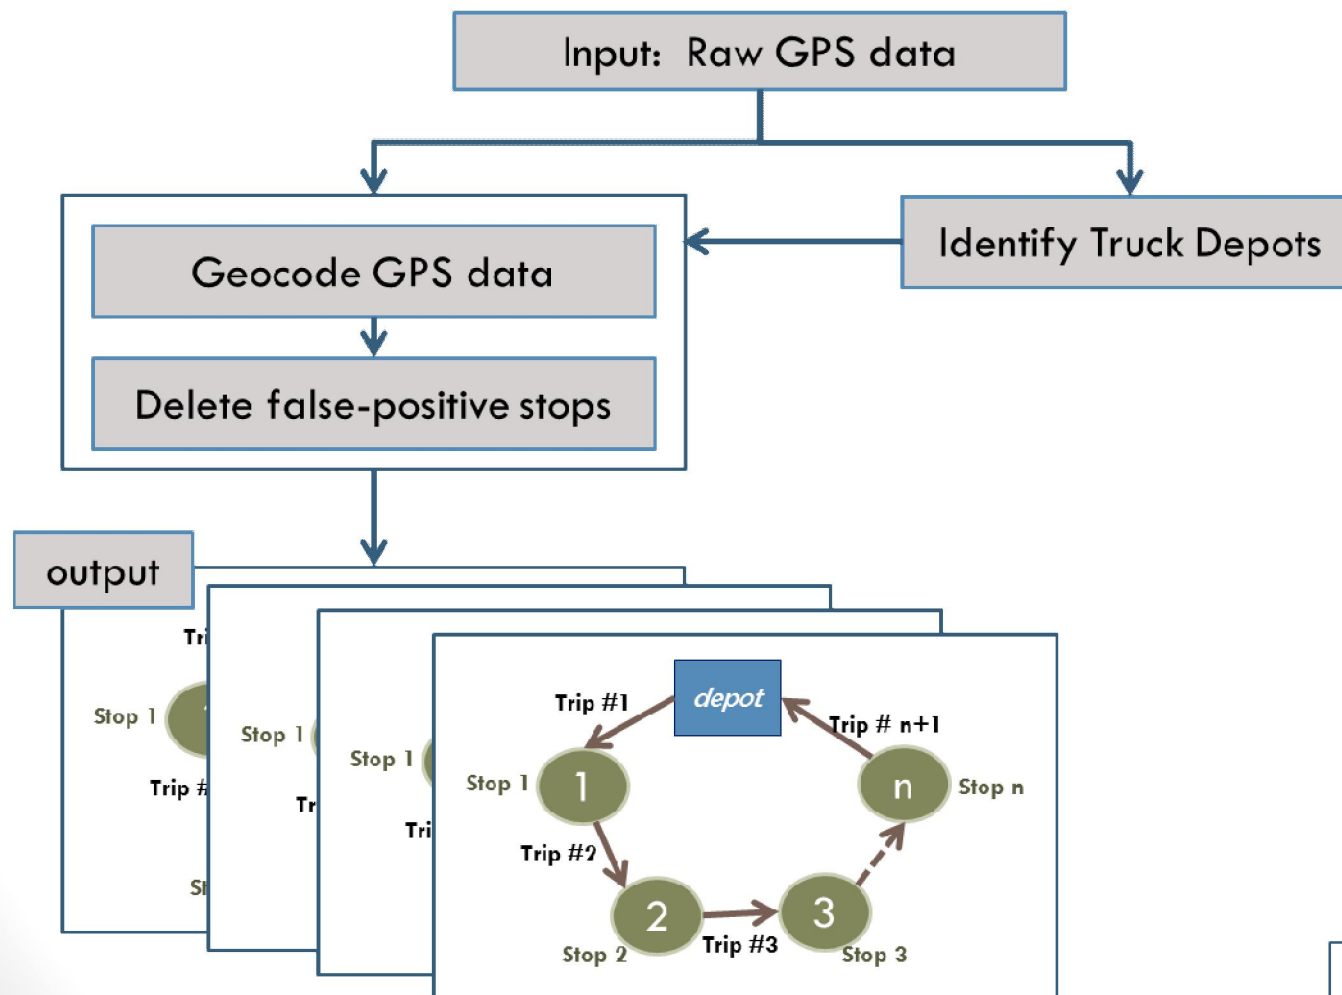 Input: Raw GPS data
Identify Truck Depots
Geocode GPS data
Delete false-positive stops
output
Stop 1
Stop 1
Stop 1
depot
Trip #1
Trip # n+1
Stop 1
1
n
Stop n
Trip #2
2
3
Trip #3
Stop 2
Stop 3